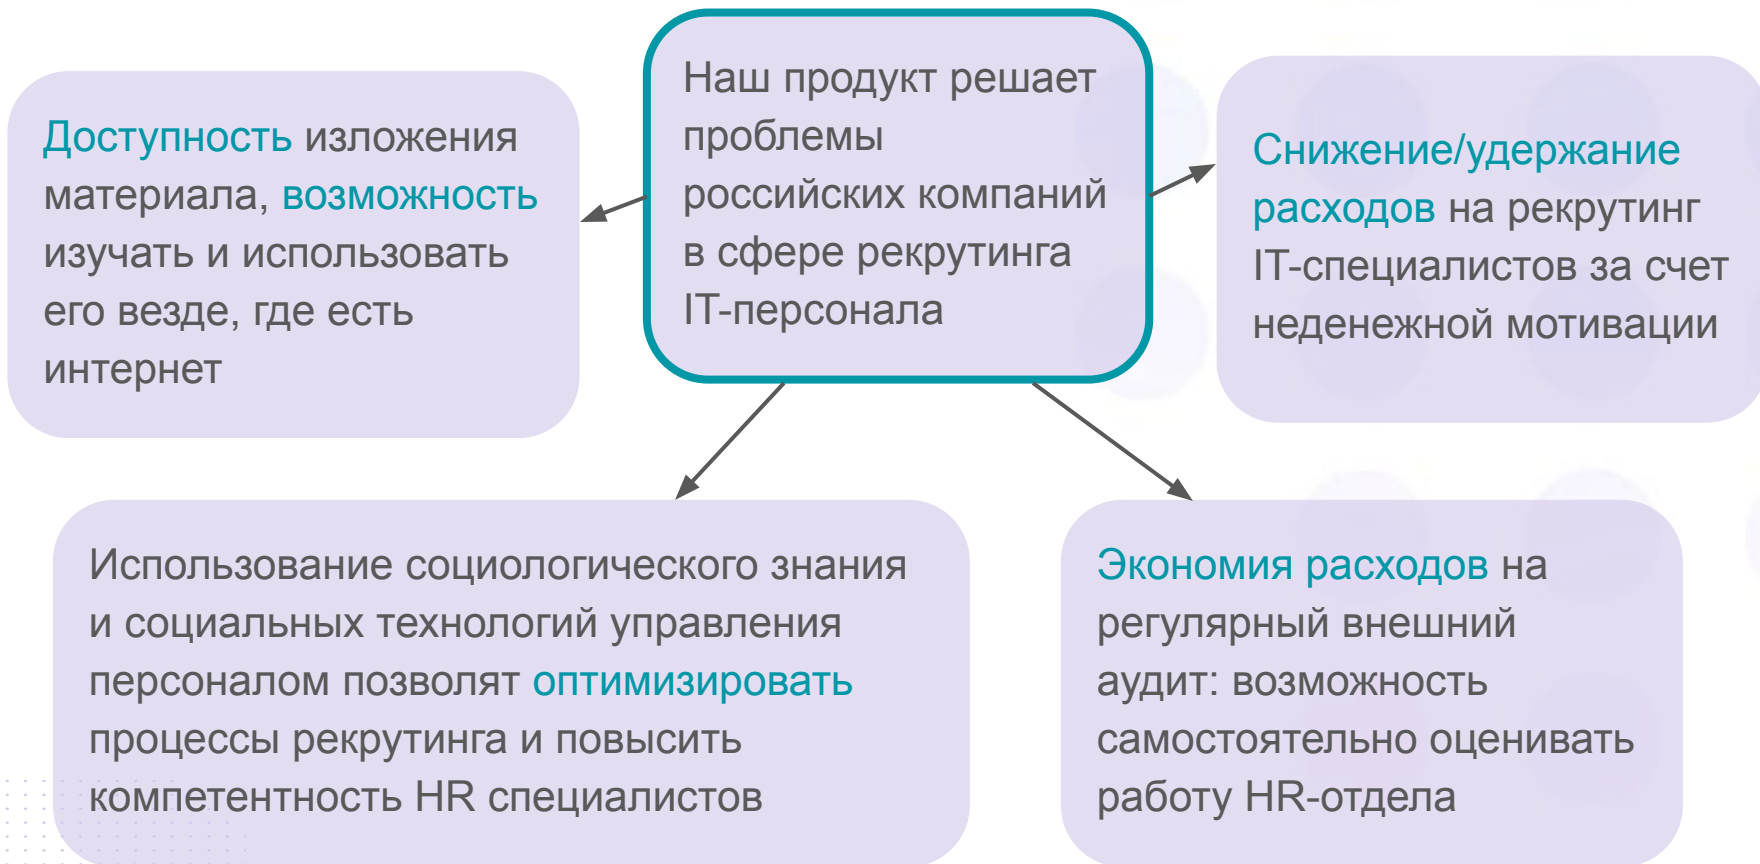 Наш продукт решает
проблемы
российских компаний
в сфере рекрутинга
IT-персонала
Доступность изложения
материала, возможность
изучать и использовать
его везде, где есть
интернет
Снижение/удержание
расходов на рекрутинг
IT-специалистов за счет
неденежной мотивации
Использование социологического знания
и социальных технологий управления
персоналом позволят оптимизировать
процессы рекрутинга и повысить
компетентность HR специалистов
Экономия расходов на
регулярный внешний
аудит: возможность
самостоятельно оценивать
работу HR-отдела